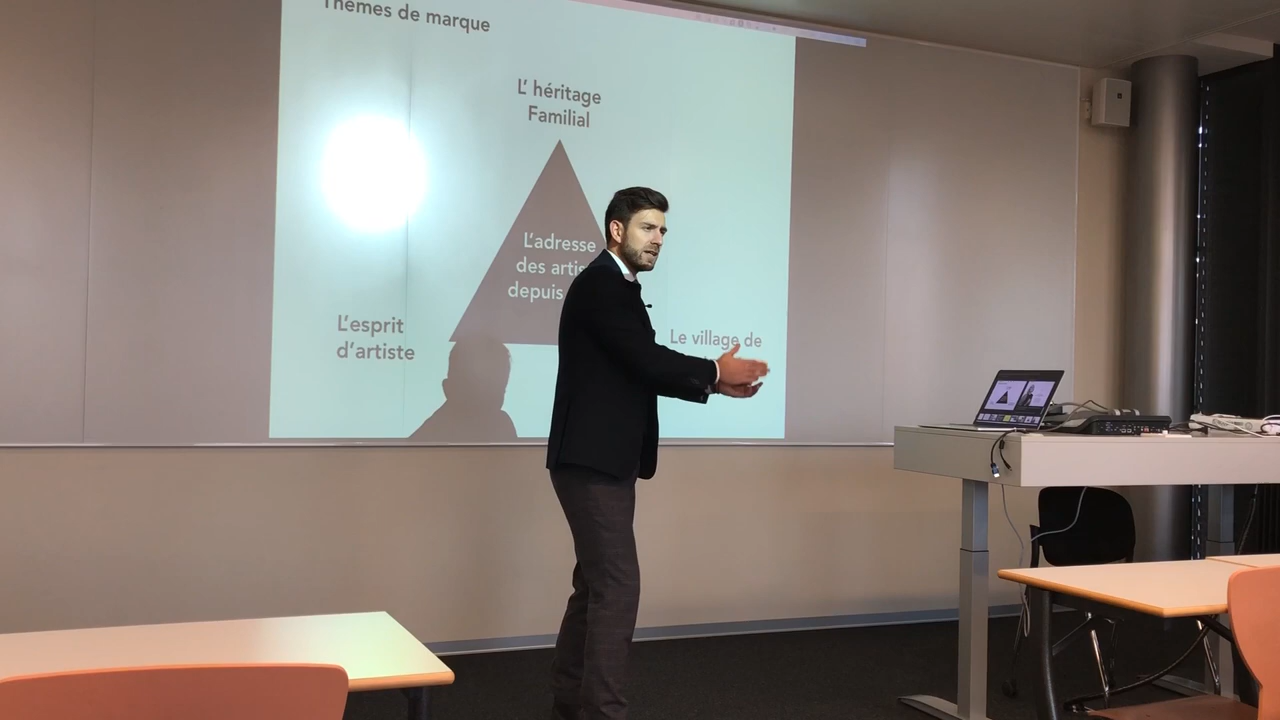 Thèmes de marque
L' héritage
Familial
L'adresse
des artis
depuis
L'esprit
d'artiste
Le village de